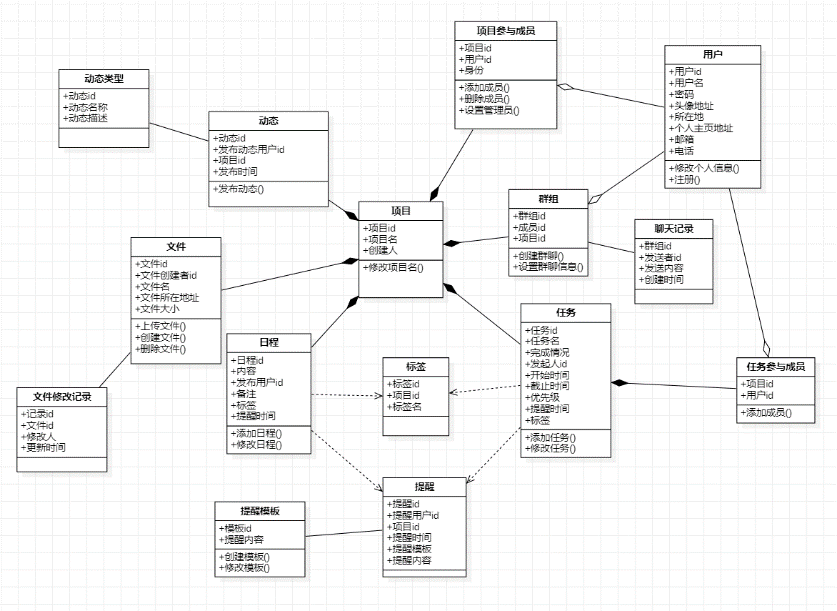 项目参与成员
+项目id
+用户id
+身份
+添加成员()
+删除成员()
+设置管理员()
用户
+用户id
+用户名
+密码
+头像地址
+所在地
+个人主页地址
+邮箱
+电话
+修改个人信息()
+注册()
动态类型
+动态id
+动态名称
+动态描述
动态
+动态id
+发布动态用户id
+项目id
+发布时间
+发布动态()
项目
+项目id
+项目名
+创建人
+修改项目名()
群组
+群组id
+成员id
+项目id
+创建群聊()
+设置群聊信息()
聊天记录
+群组id
+发送者id
+发送内容
+创建时间
文件
+文件id
+文件创建者id
+文件名
+文件所在地址
+文件大小
+上传文件()
+创建文件()
+删除文件()
任务
+任务id
+任务名
+完成情况
+发起人id
+开始时间
+截止时间
+优先级
+提醒时间
+标签
+添加任务()
+修改任务()
日程
+日程id
+内容
+发布用户id
+备注
+标签
+提醒时间
+添加日程()
+修改日程()
标签
+标签id
+项目id
+标签名
任务参与成员
+项目id
+用户id
+添加成员()
文件修改记录
+记录id
+文件id
+修改人
+更新时间
提醒
+提醒id
+提醒用户id
+项目id
+提醒时间
+提醒模板
+提醒内容
提醒模板
+模板id
+提醒内容
+创建模板()
+修改模板()